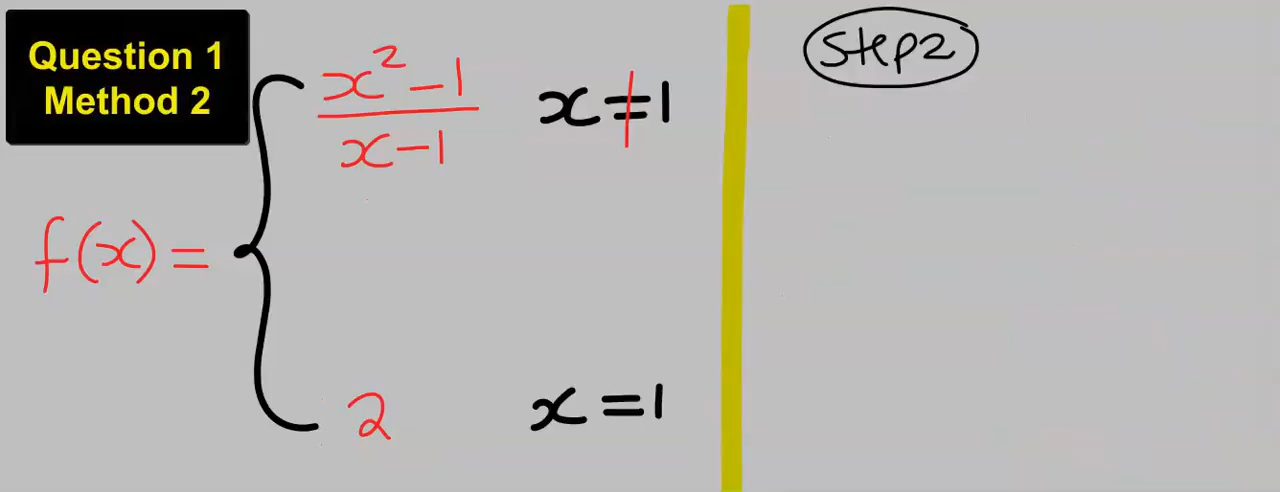 Question 1
Method 2
x² - 1
x - 1
x ≠ 1
f(x) =
2
x = 1
Step2